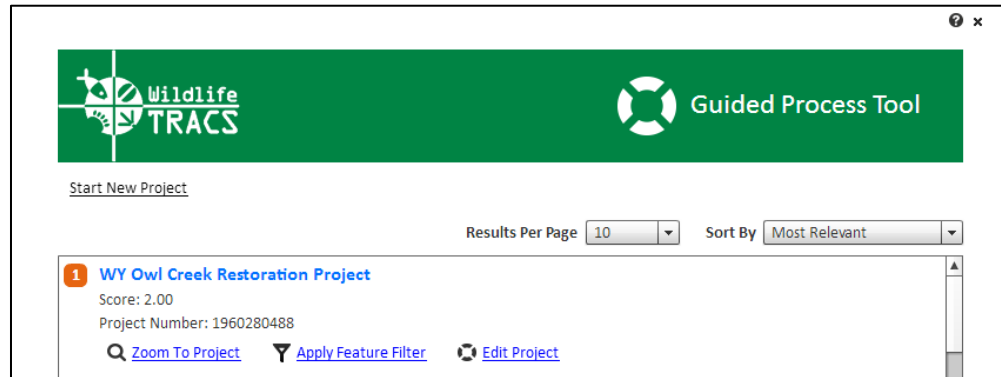 Wildlife
TRACS
Guided Process Tool
Start New Project
Results Per Page 10 Sort By Most Relevant
1 WY Owl Creek Restoration Project
Score: 2.00
Project Number: 1960280488
Zoom To Project Apply Feature Filter Edit Project